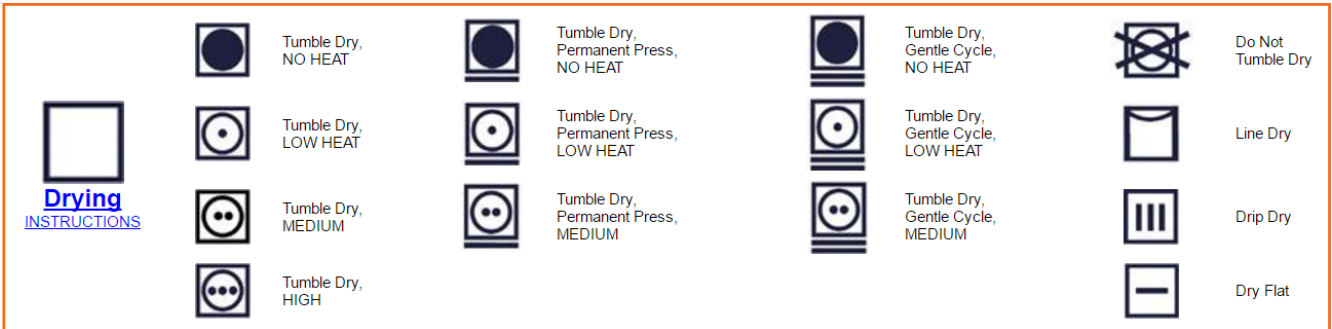 Drying
INSTRUCTIONS
Tumble Dry,
NO HEAT
Tumble Dry,
LOW HEAT
Tumble Dry,
MEDIUM
Tumble Dry,
HIGH
Tumble Dry,
Permanent Press,
NO HEAT
Tumble Dry,
Permanent Press,
LOW HEAT
Tumble Dry,
Permanent Press,
MEDIUM
Tumble Dry,
Gentle Cycle,
NO HEAT
Tumble Dry,
Gentle Cycle,
LOW HEAT
Tumble Dry,
Gentle Cycle,
MEDIUM
Do Not
Tumble Dry
Line Dry
Drip Dry
Dry Flat